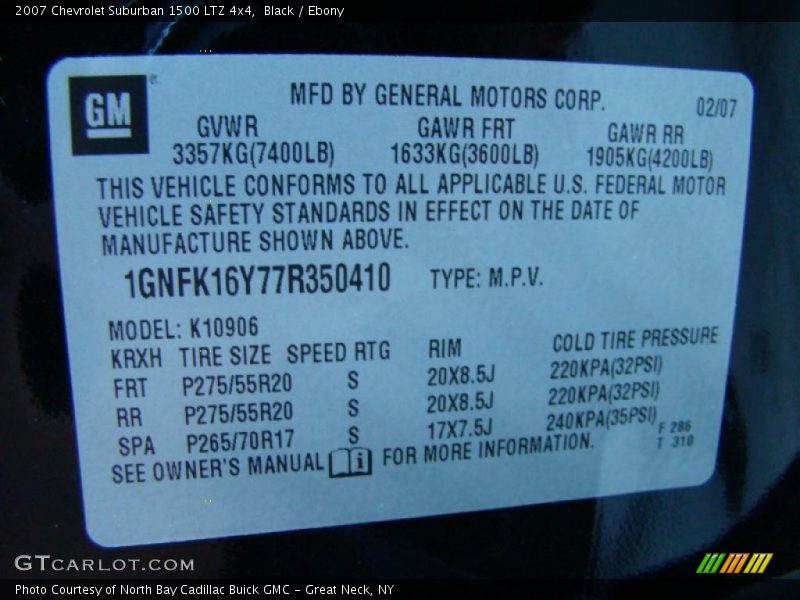 2007 Chevrolet Suburban 1500 LTZ 4x4, Black / Ebony
GM
MFD BY GENERAL MOTORS CORP.
02/07
GVWR GAWR FRT GAWR RR
3357KG(7400LB) 1633KG(3600LB) 1905KG(4200LB)
THIS VEHICLE CONFORMS TO ALL APPLICABLE U.S. FEDERAL MOTOR
VEHICLE SAFETY STANDARDS IN EFFECT ON THE DATE OF
MANUFACTURE SHOWN ABOVE.
1GNFK16Y77R350410 TYPE: M.P.V.
MODEL: K10906
KRXH TIRE SIZE SPEED RTG RIM COLD TIRE PRESSURE
FRT P275/55R20 S 20X8.5J 220KPA(32PSI)
RR P275/55R20 S 20X8.5J 220KPA(32PSI)
SPA P265/70R17 S 17X7.5J 240KPA(35PSI)
SEE OWNER'S MANUAL i FOR MORE INFORMATION.
F 286
T 310
GTCARLOT.COM
Photo Courtesy of North Bay Cadillac Buick GMC - Great Neck, NY